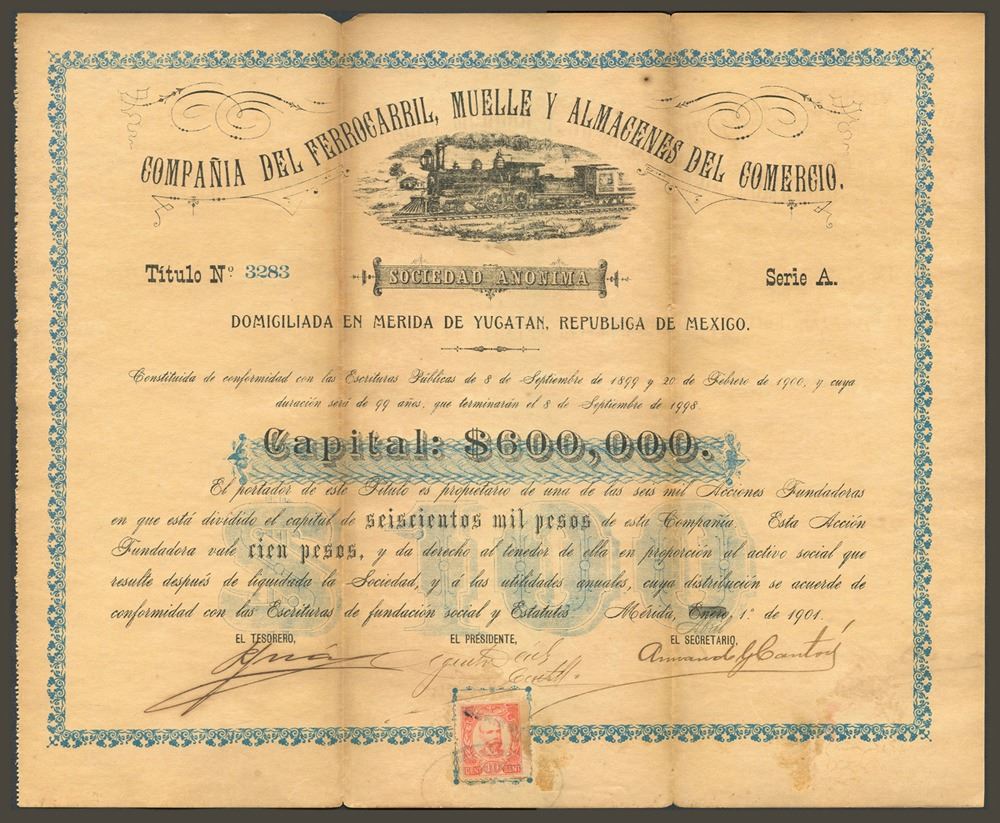 COMPAÑIA DEL FERROCARRIL, MUELLE Y ALMACENES DEL COMERCIO.
Título Nº 3283
SOCIEDAD ANONIMA
Serie A.
DOMICILIADA EN MERIDA DE YUCATAN, REPUBLICA DE MEXICO.
Constituida de conformidad con las Escrituras Públicas de 8 de Septiembre de 1899 y 20 de Febrero de 1900, y cuya
duración será de 99 años, que terminarán el 8 de Septiembre de 1998.
Capital: $600,000.
El portador de este Título es propietario de una de las seis mil Acciones Fundadoras
en que está dividido el capital de seiscientos mil pesos de esta Compañía. Esta Acción
Fundadora vale cien pesos, y da derecho al tenedor de ella en proporción al activo social que
resulte después de liquidada la Sociedad, y á las utilidades anuales, cuya distribución se acuerde de
conformidad con las Escrituras de fundación social y Estatutos. Mérida, Enero, 1º de 1901.
Abril
$100
EL TESORERO,
EL PRESIDENTE,
EL SECRETARIO,
Armando G Cantón
CENT 10 CENT